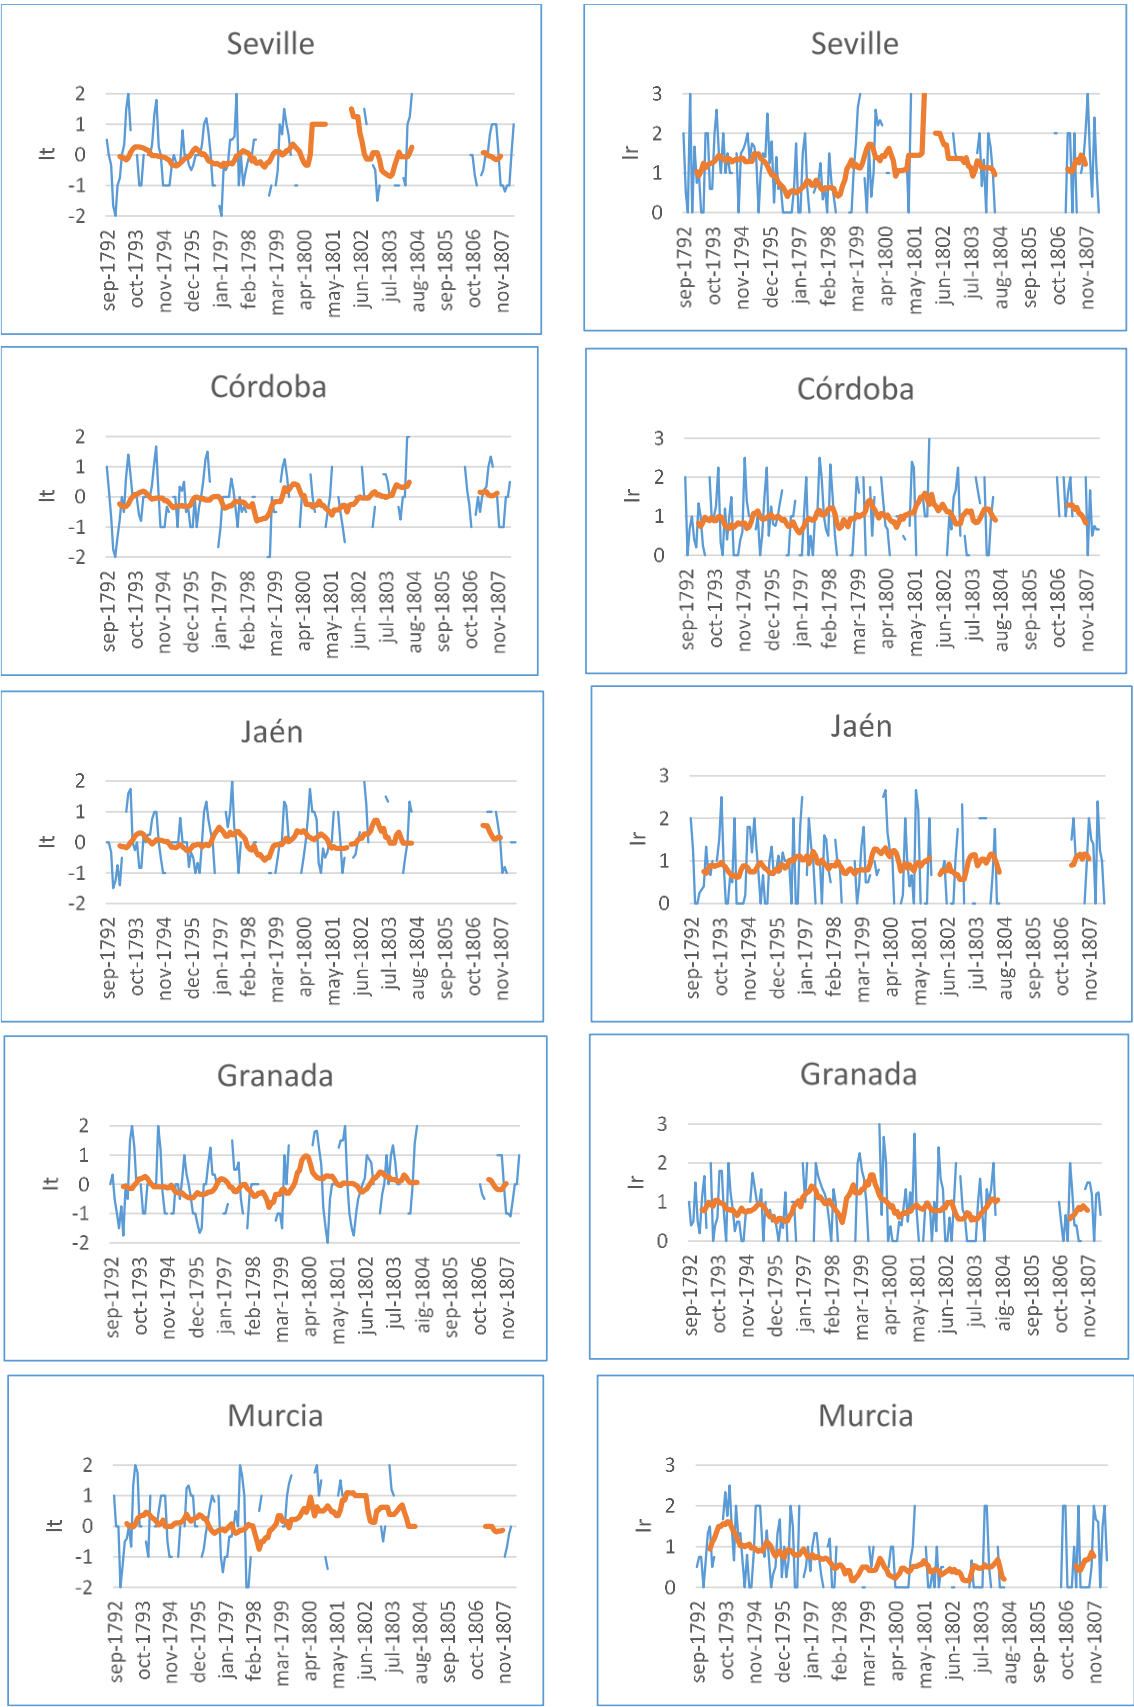 Seville
It
2
1
0
-1
-2
sep-1792
oct-1793
nov-1794
dec-1795
jan-1797
feb-1798
mar-1799
apr-1800
may-1801
jun-1802
jul-1803
aug-1804
sep-1805
oct-1806
nov-1807
Seville
Ir
3
2
1
0
sep-1792
oct-1793
nov-1794
dec-1795
jan-1797
feb-1798
mar-1799
apr-1800
may-1801
jun-1802
jul-1803
aug-1804
sep-1805
oct-1806
nov-1807
Córdoba
It
2
1
0
-1
-2
sep-1792
oct-1793
nov-1794
dec-1795
jan-1797
feb-1798
mar-1799
apr-1800
may-1801
jun-1802
jul-1803
aug-1804
sep-1805
oct-1806
nov-1807
Córdoba
Ir
3
2
1
0
sep-1792
oct-1793
nov-1794
dec-1795
jan-1797
feb-1798
mar-1799
apr-1800
may-1801
jun-1802
jul-1803
aug-1804
sep-1805
oct-1806
nov-1807
Jaén
It
2
1
0
-1
-2
sep-1792
oct-1793
nov-1794
dec-1795
jan-1797
feb-1798
mar-1799
apr-1800
may-1801
jun-1802
jul-1803
aug-1804
sep-1805
oct-1806
nov-1807
Jaén
Ir
3
2
1
0
sep-1792
oct-1793
nov-1794
dec-1795
jan-1797
feb-1798
mar-1799
apr-1800
may-1801
jun-1802
jul-1803
aug-1804
sep-1805
oct-1806
nov-1807
Granada
It
2
1
0
-1
-2
sep-1792
oct-1793
nov-1794
dec-1795
jan-1797
feb-1798
mar-1799
apr-1800
may-1801
jun-1802
jul-1803
aig-1804
sep-1805
oct-1806
nov-1807
Granada
Ir
3
2
1
0
sep-1792
oct-1793
nov-1794
dec-1795
jan-1797
feb-1798
mar-1799
apr-1800
may-1801
jun-1802
jul-1803
aig-1804
sep-1805
oct-1806
nov-1807
Murcia
It
2
1
0
-1
-2
sep-1792
oct-1793
nov-1794
dec-1795
jan-1797
feb-1798
mar-1799
apr-1800
may-1801
jun-1802
jul-1803
aug-1804
sep-1805
oct-1806
nov-1807
Murcia
Ir
3
2
1
0
sep-1792
oct-1793
nov-1794
dec-1795
jan-1797
feb-1798
mar-1799
apr-1800
may-1801
jun-1802
jul-1803
aug-1804
sep-1805
oct-1806
nov-1807